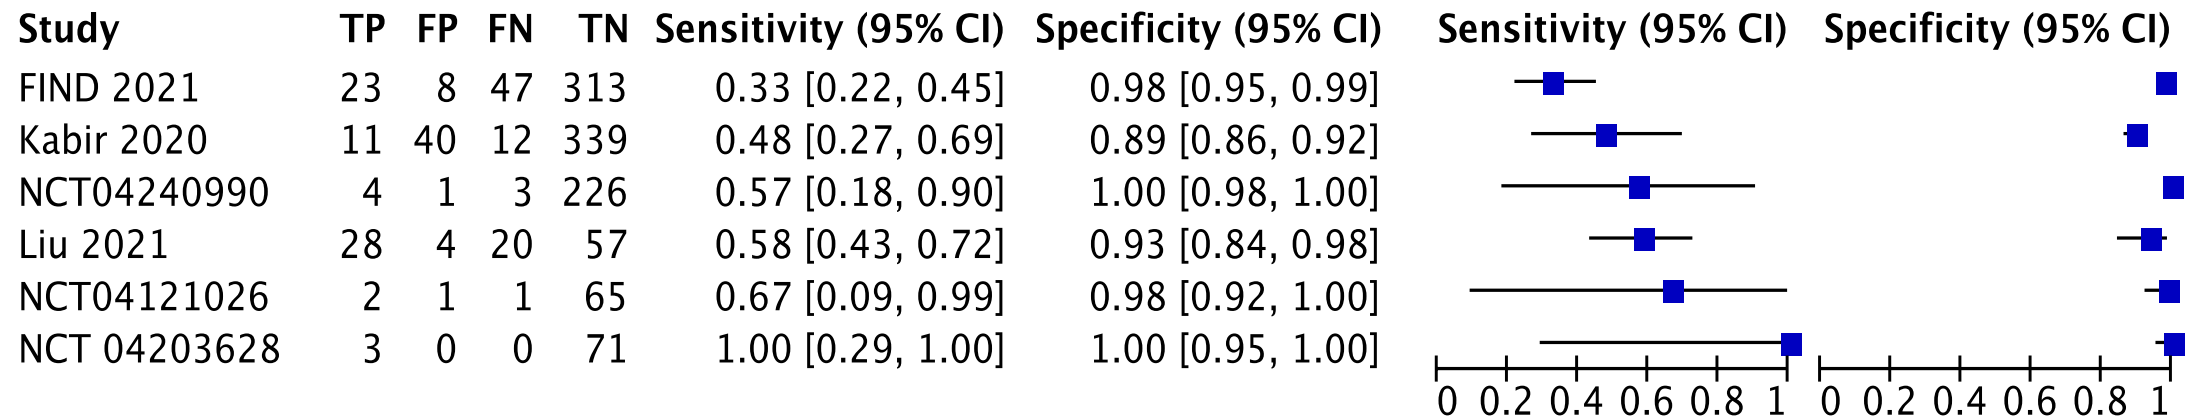 Study TP FP FN TN Sensitivity (95% CI) Specificity (95% CI) Sensitivity (95% CI) Specificity (95% CI)
FIND 2021 23 8 47 313 0.33 [0.22, 0.45] 0.98 [0.95, 0.99]
Kabir 2020 11 40 12 339 0.48 [0.27, 0.69] 0.89 [0.86, 0.92]
NCT04240990 4 1 3 226 0.57 [0.18, 0.90] 1.00 [0.98, 1.00]
Liu 2021 28 4 20 57 0.58 [0.43, 0.72] 0.93 [0.84, 0.98]
NCT04121026 2 1 1 65 0.67 [0.09, 0.99] 0.98 [0.92, 1.00]
NCT 04203628 3 0 0 71 1.00 [0.29, 1.00] 1.00 [0.95, 1.00]
0 0.2 0.4 0.6 0.8 1 0 0.2 0.4 0.6 0.8 1